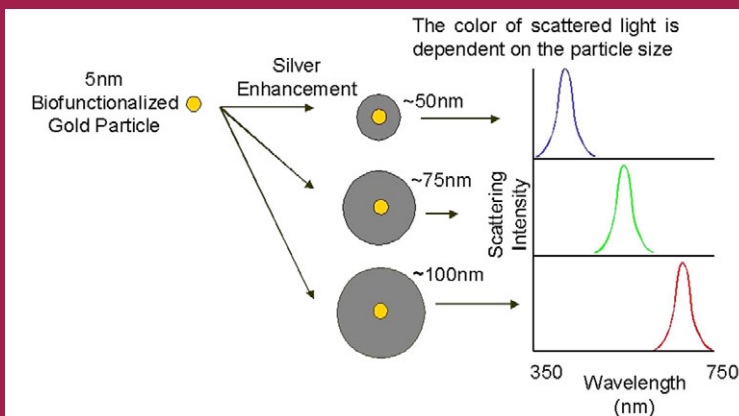 The color of scattered light is
dependent on the particle size
5nm
Biofunctionalized
Gold Particle
Silver
Enhancement
~50nm
~75nm
~100nm
Scattering
Intensity
350
750
Wavelength
(nm)